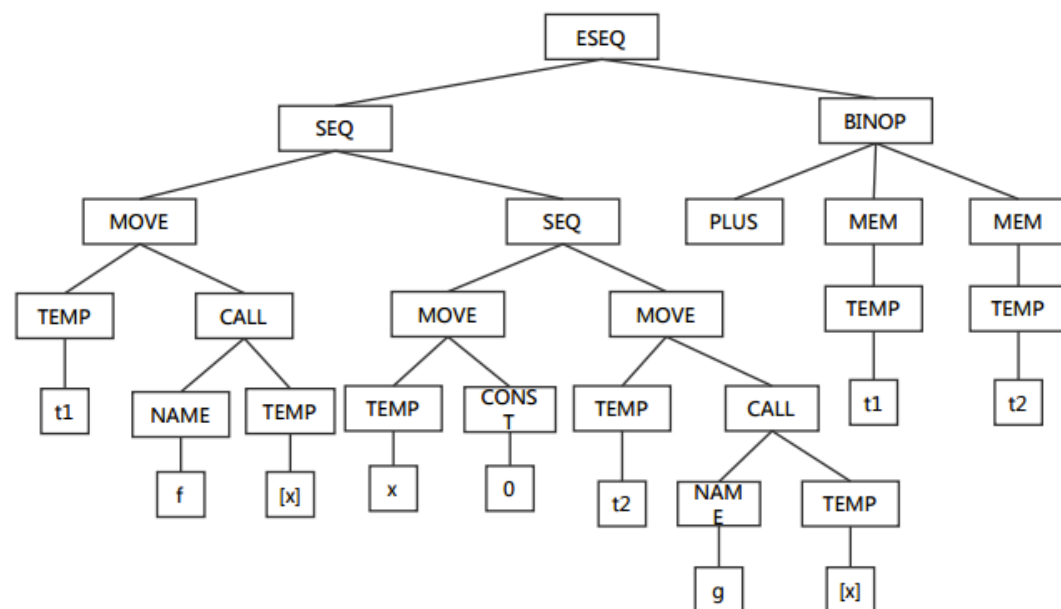 ESEQ
SEQ
BINOP
MOVE
SEQ
PLUS
MEM
MEM
TEMP
CALL
MOVE
MOVE
TEMP
TEMP
t1
NAME
TEMP
TEMP
CONS
T
TEMP
CALL
t1
t2
f
[x]
x
0
t2
NAM
E
TEMP
g
[x]